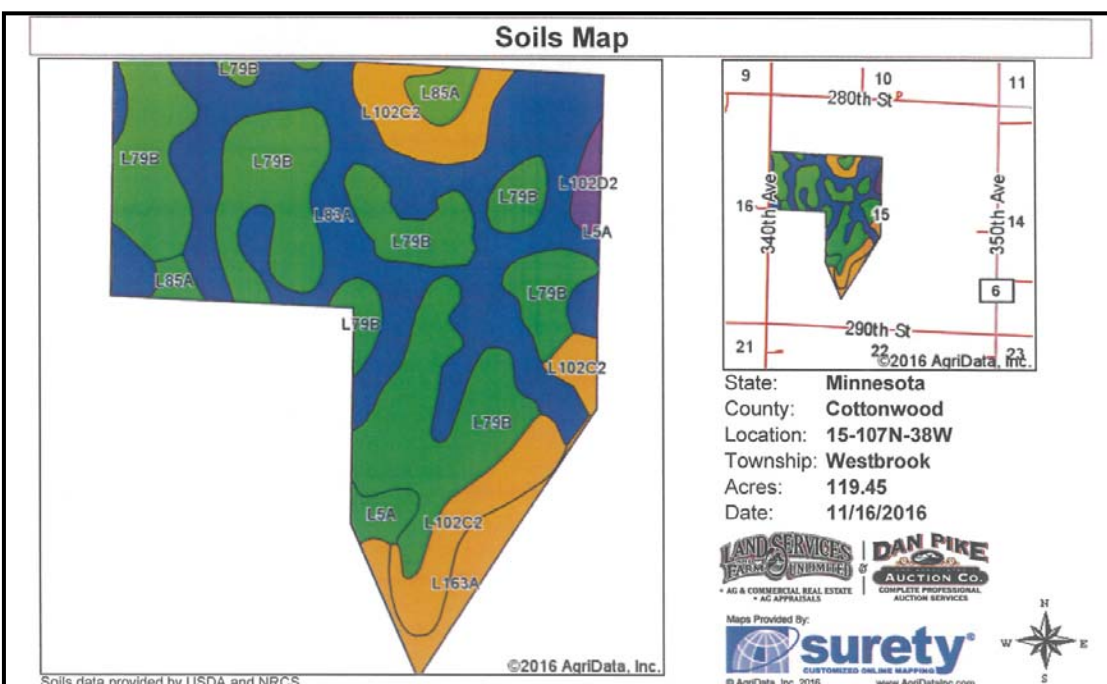 Soils Map
L79B
L85A
L102C2
L79B
L79B
L102D2
L79B
L83A
L5A
L79B
L85A
L79B
L79B
L102C2
L79B
L5A
L102C2
L163A
©2016 AgriData, Inc.
Soils data provided by USDA and NRCS.
9
10
11
280th St
P
340th Ave
350th Ave
16
15
14
6
290th St
21
22
23
©2016 AgriData, Inc.
State: Minnesota
County: Cottonwood
Location: 15-107N-38W
Township: Westbrook
Acres: 119.45
Date: 11/16/2016
LAND SERVICES
FARM UNLIMITED
• AG & COMMERCIAL REAL ESTATE
• AG APPRAISALS
&
DAN PIKE
AUCTION CO.
COMPLETE PROFESSIONAL
AUCTION SERVICES
Maps Provided By:
surety®
CUSTOMIZED ONLINE MAPPING
© AgriData, Inc. 2016 www.AgriDataInc.com
N
W E
S